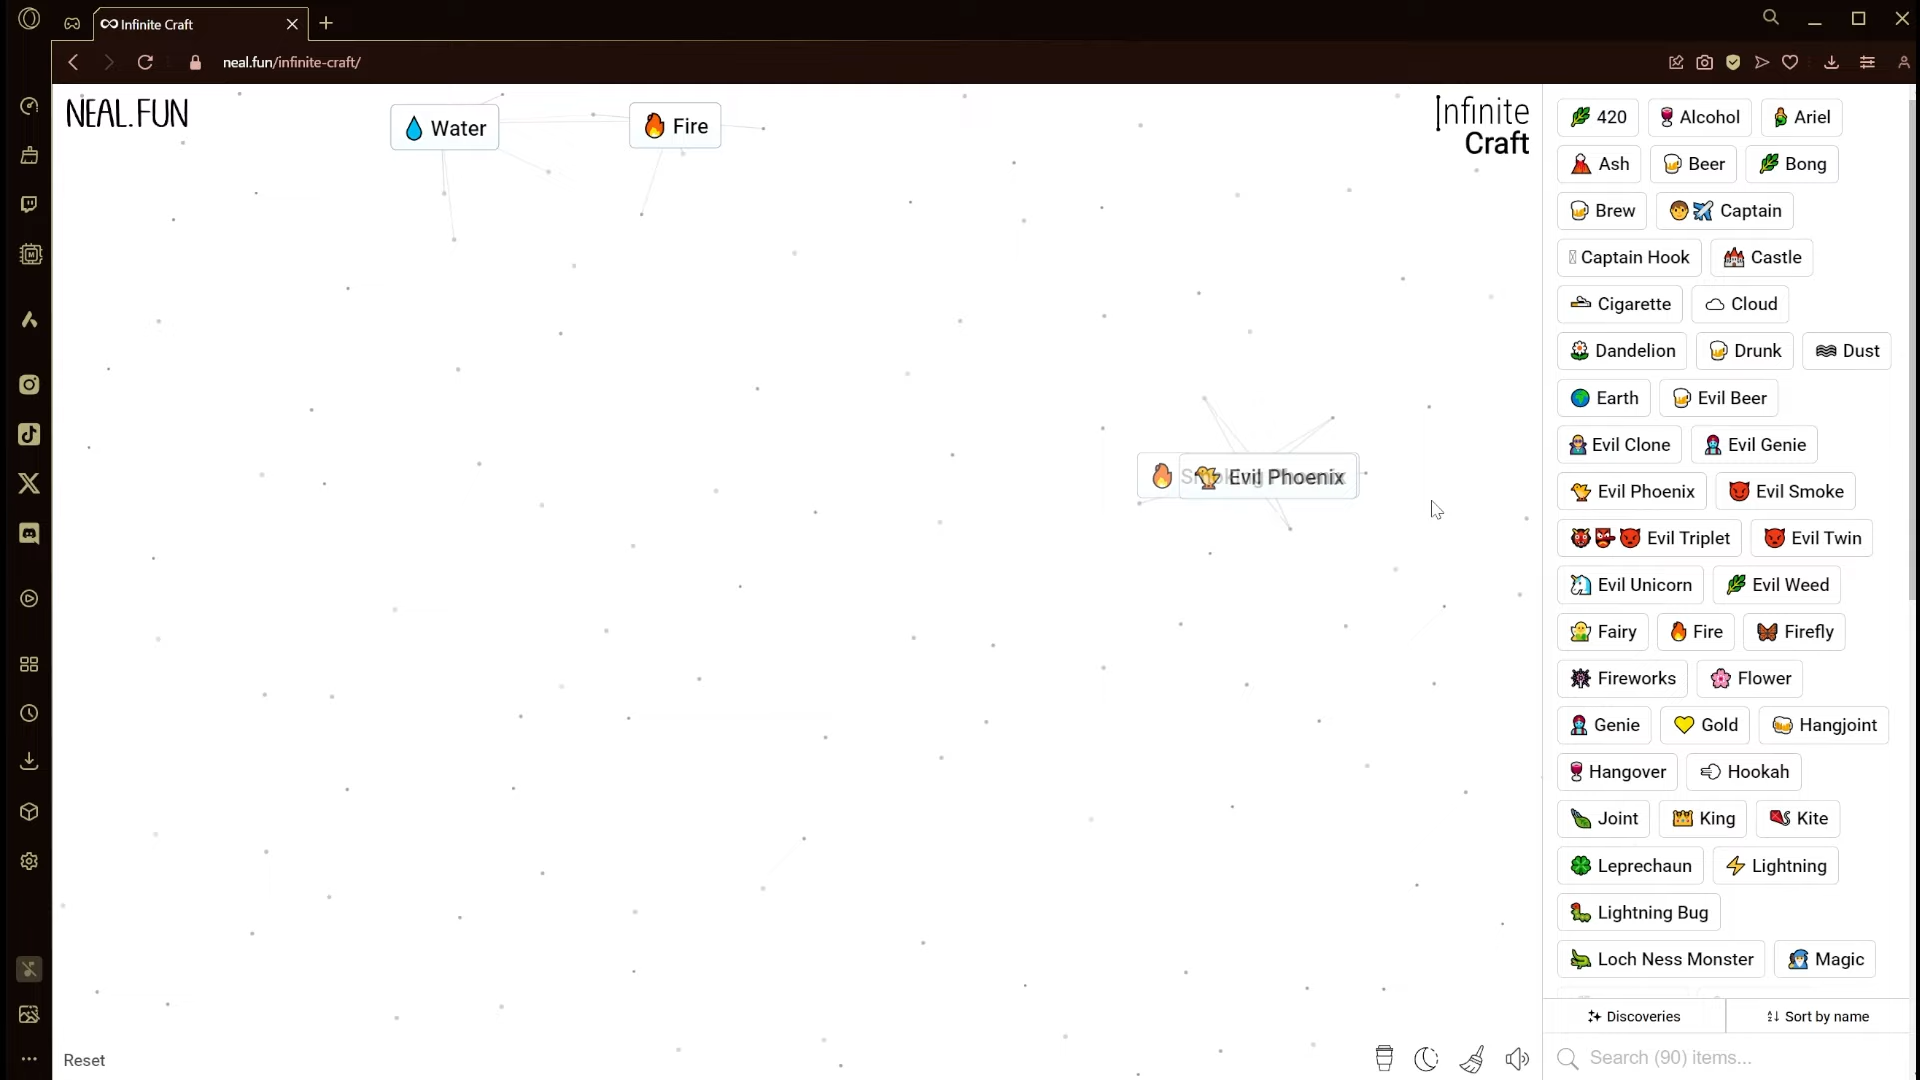 Infinite Craft
neal.fun/infinite-craft/
NEAL.FUN
Water
Fire
Infinite
Craft
Evil Phoenix
420 Alcohol Ariel
Ash Beer Bong
Brew Captain
Captain Hook Castle
Cigarette Cloud
Dandelion Drunk Dust
Earth Evil Beer
Evil Clone Evil Genie
Evil Phoenix Evil Smoke
Evil Triplet Evil Twin
Evil Unicorn Evil Weed
Fairy Fire Firefly
Fireworks Flower
Genie Gold Hangjoint
Hangover Hookah
Joint King Kite
Leprechaun Lightning
Lightning Bug
Loch Ness Monster Magic
Discoveries Sort by name
Reset
Search (90) items...